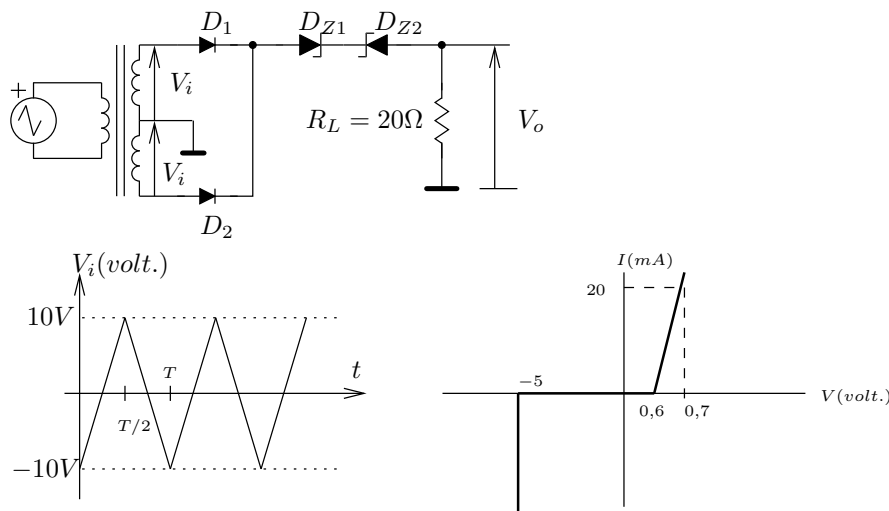 D1 DZ1 DZ2
+
Vi
RL = 20Ω
Vo
Vi
D2
Vi(volt.)
10V
T
t
T/2
−10V
I(mA)
20
−5
0,6 0,7
V(volt.)